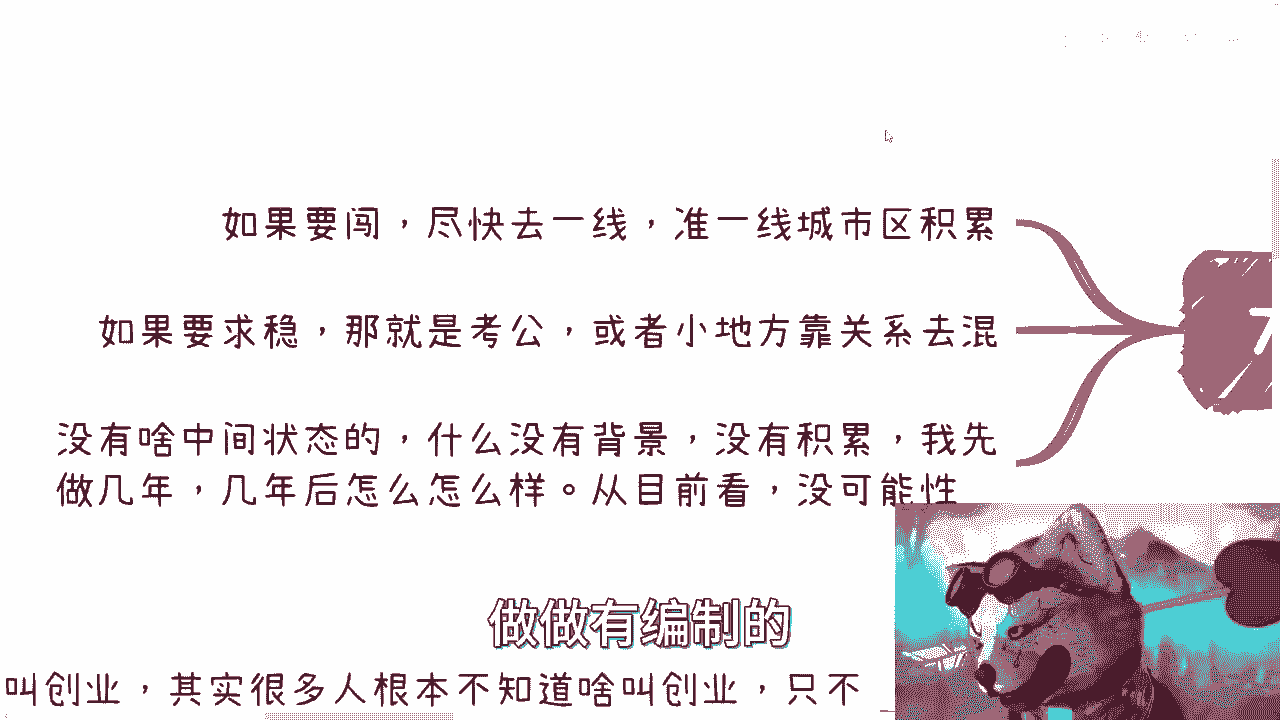 如果要闯，尽快去一线，准一线城市区积累
如果要求稳，那就是考公，或者小地方靠关系去混
没有啥中间状态的，什么没有背景，没有积累，我先
做几年，几年后怎么怎么样。从目前看，没可能性
做做有编制的
叫创业，其实很多人根本不知道啥叫创业，只不